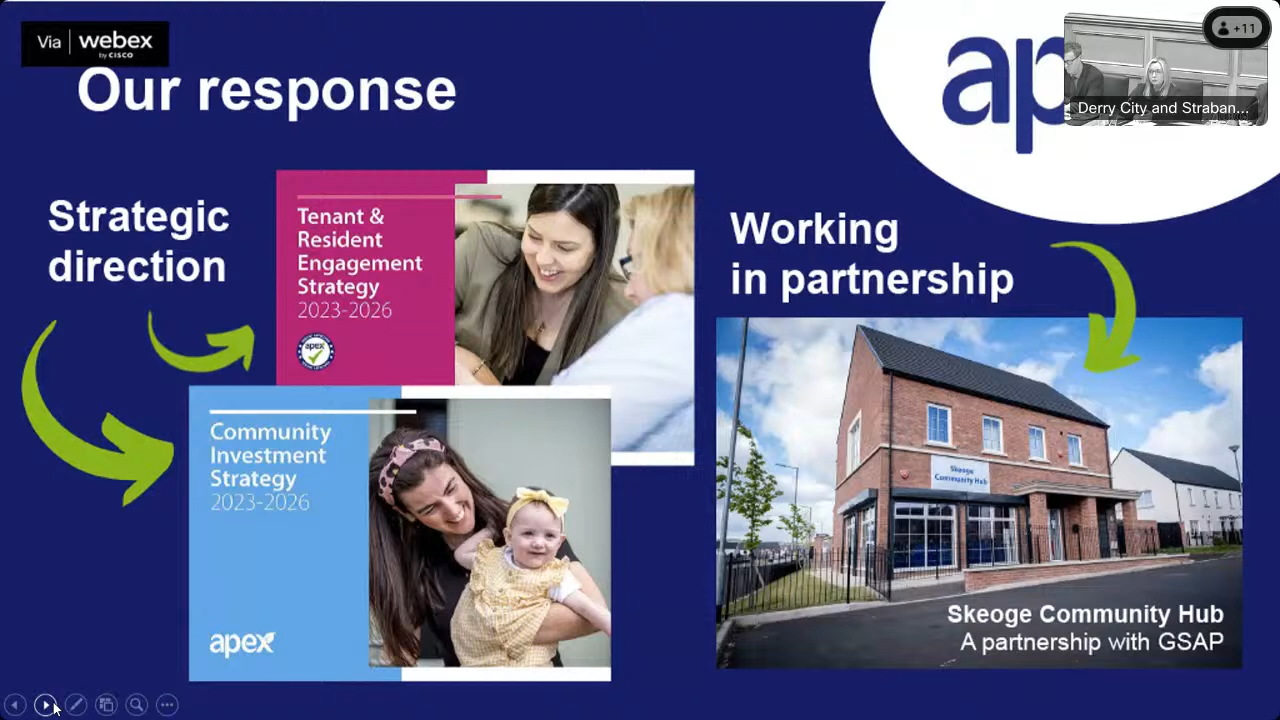 Via webex
by CISCO
Our response
ap
+11
Derry City and Straban...
Strategic
direction
Tenant &
Resident
Engagement
Strategy
2023-2026
apex
Working
in partnership
Community
Investment
Strategy
2023-2026
apex
Skeoge
Community Hub
Skeoge Community Hub
A partnership with GSAP